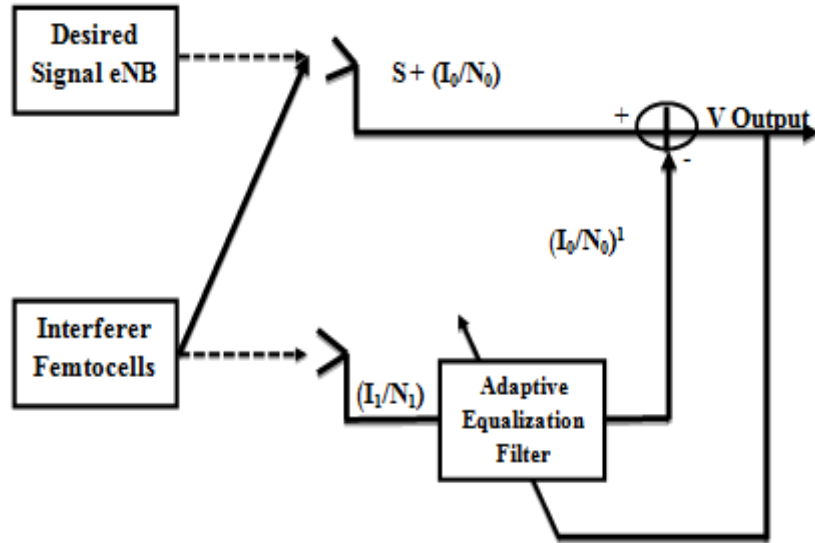 Desired
Signal eNB
S + (I₀/N₀)
+
V Output
-
(I₀/N₀)¹
Interferer
Femtocells
(I₁/N₁)
Adaptive
Equalization
Filter